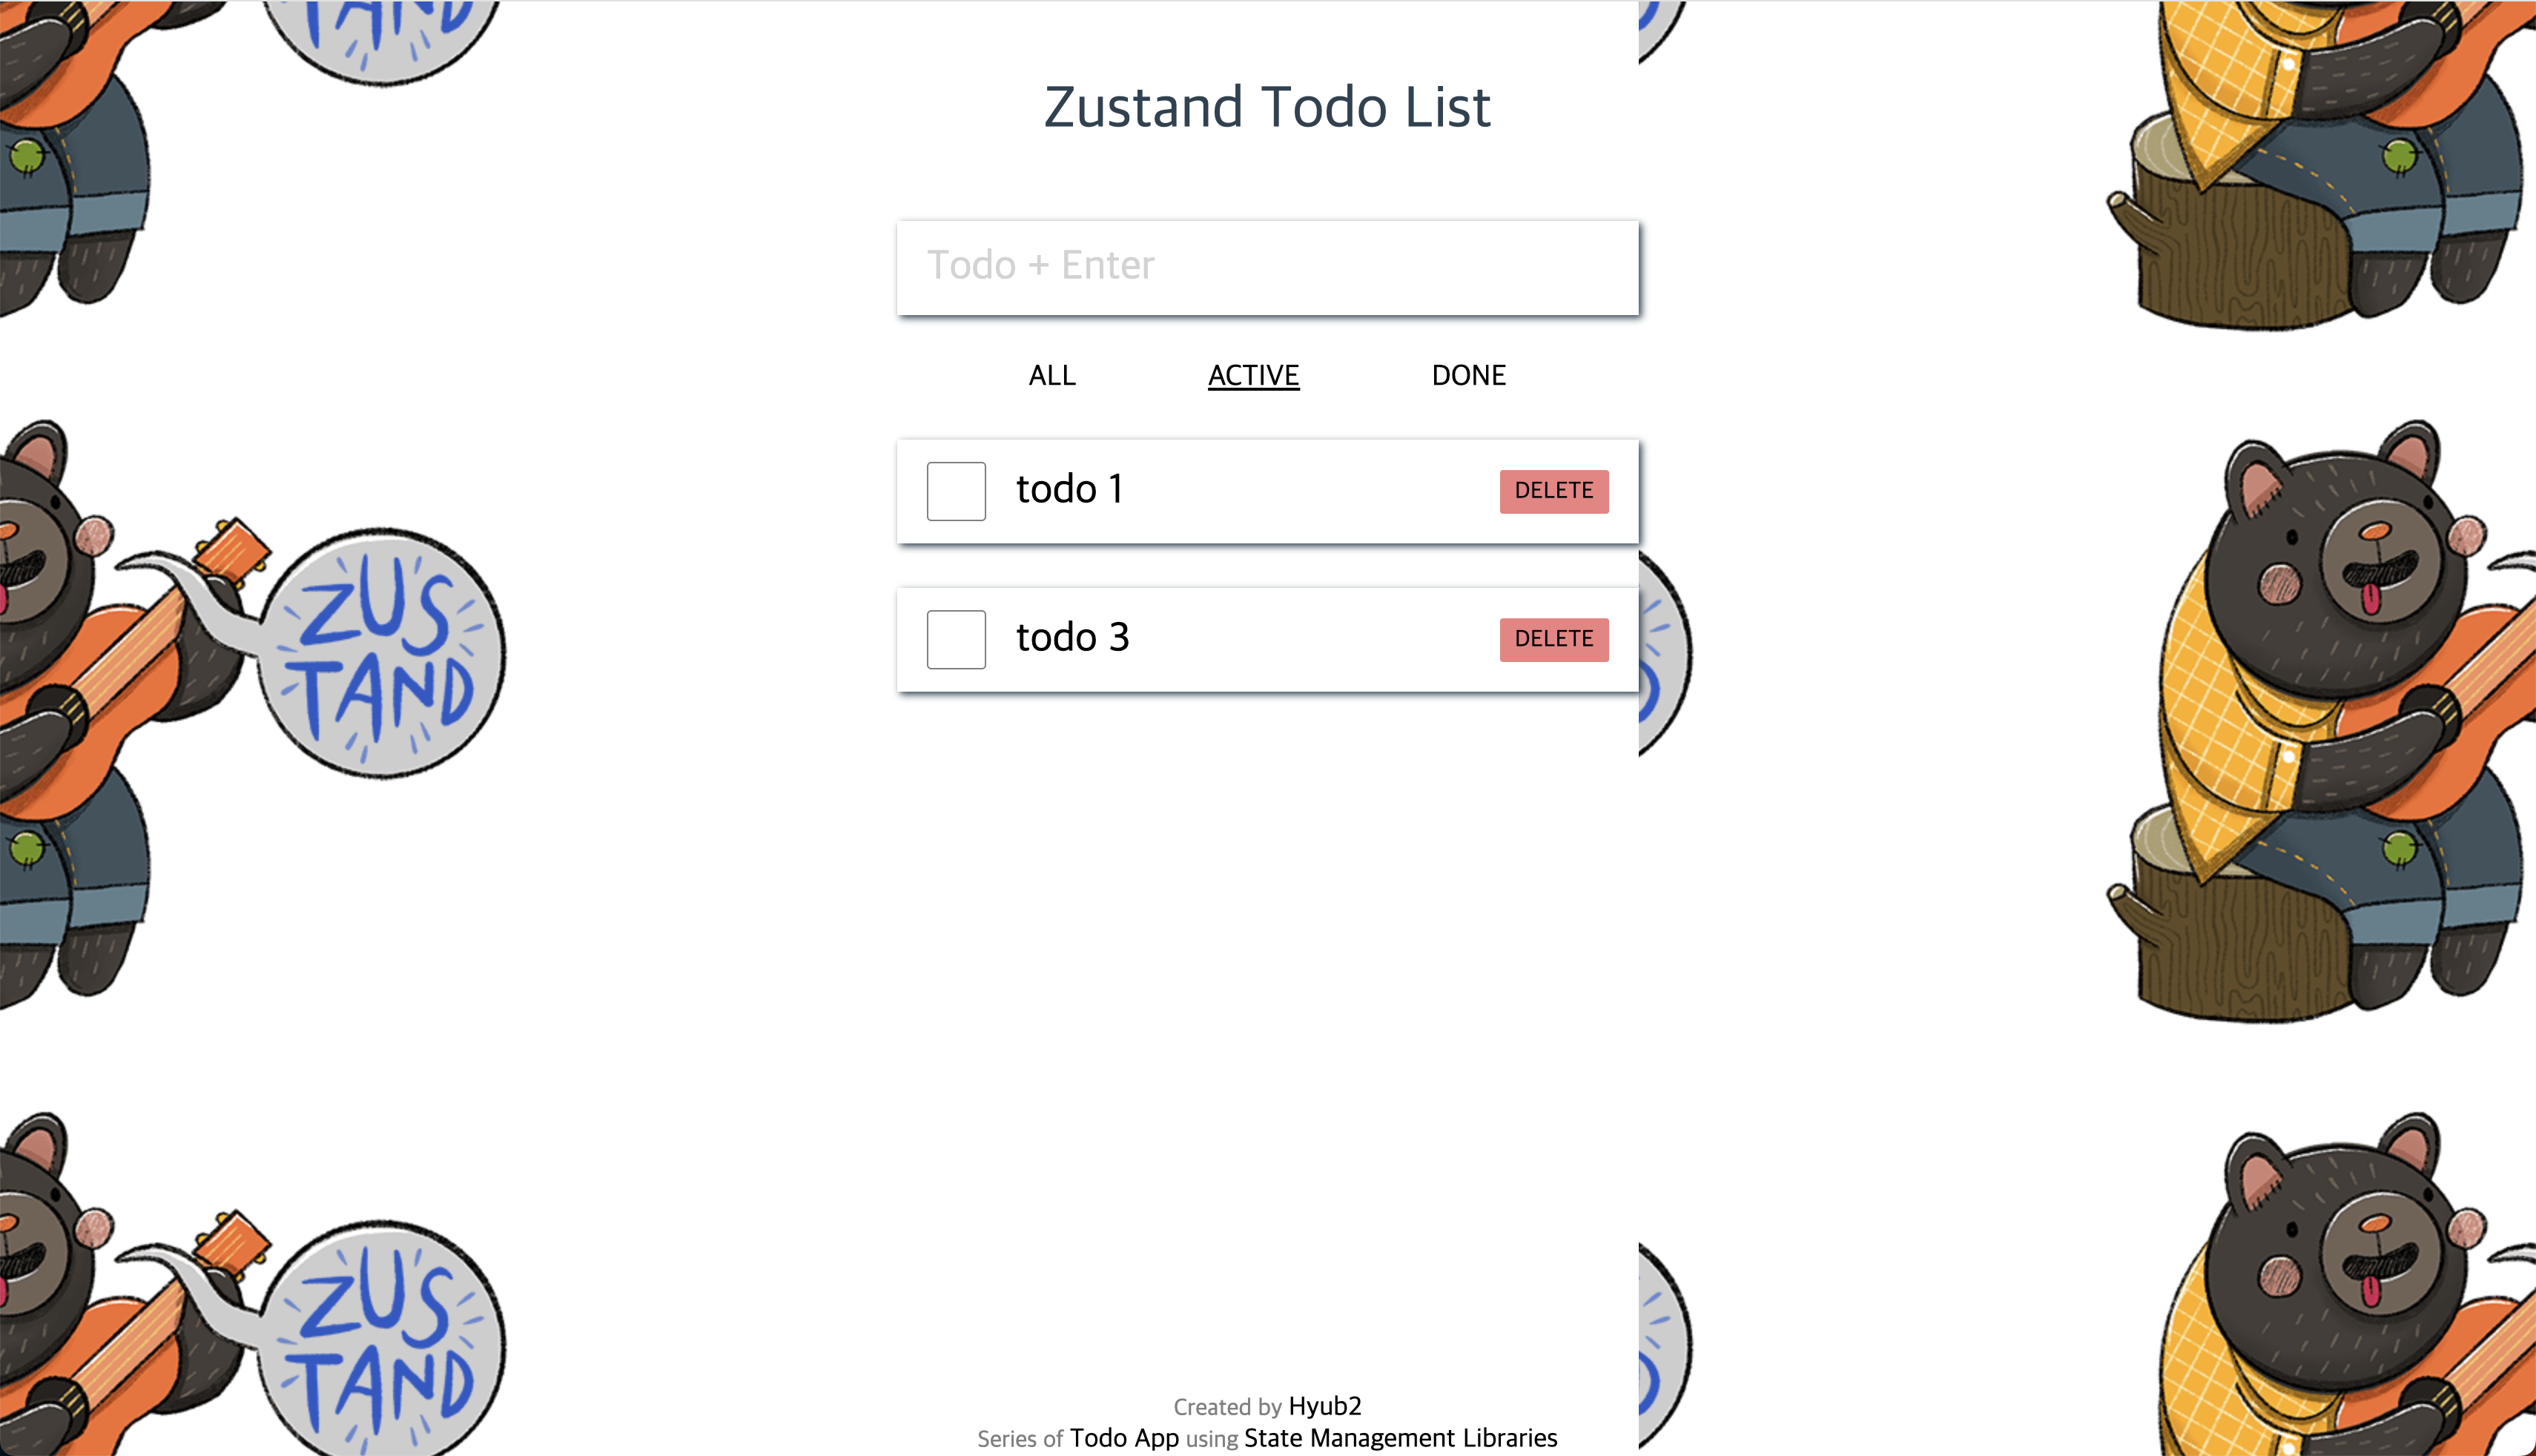 TAND
Zustand Todo List
Todo + Enter
ALL ACTIVE DONE
todo 1 DELETE
ZUS
TAND
todo 3 DELETE
ZUS
TAND
Created by Hyub2
Series of Todo App using State Management Libraries